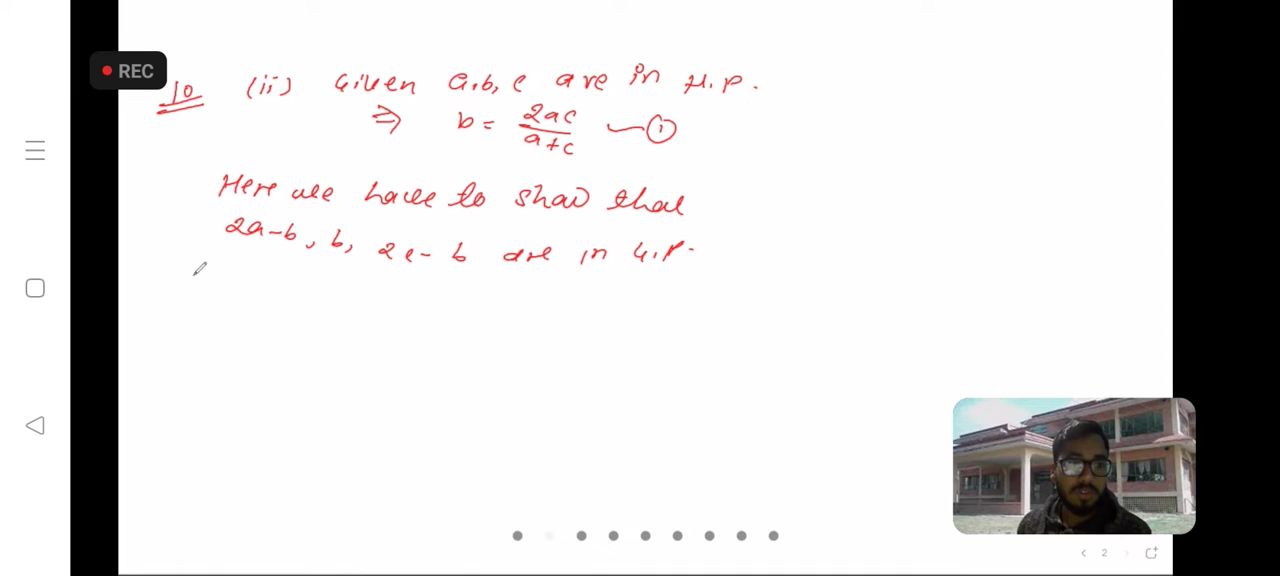 REC
10 (ii) Given a, b, c are in H.P.
⇒ b = 2ac/a+c —①
Here we have to show that
2a-b, b, 2c-b are in G.P.
2